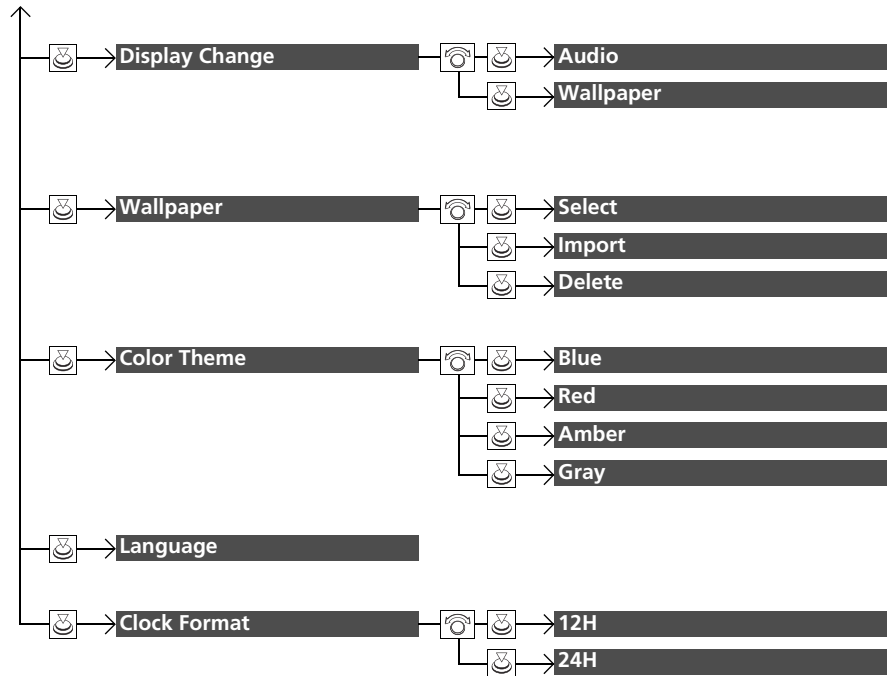 Display Change
Audio
Wallpaper
Wallpaper
Select
Import
Delete
Color Theme
Blue
Red
Amber
Gray
Language
Clock Format
12H
24H